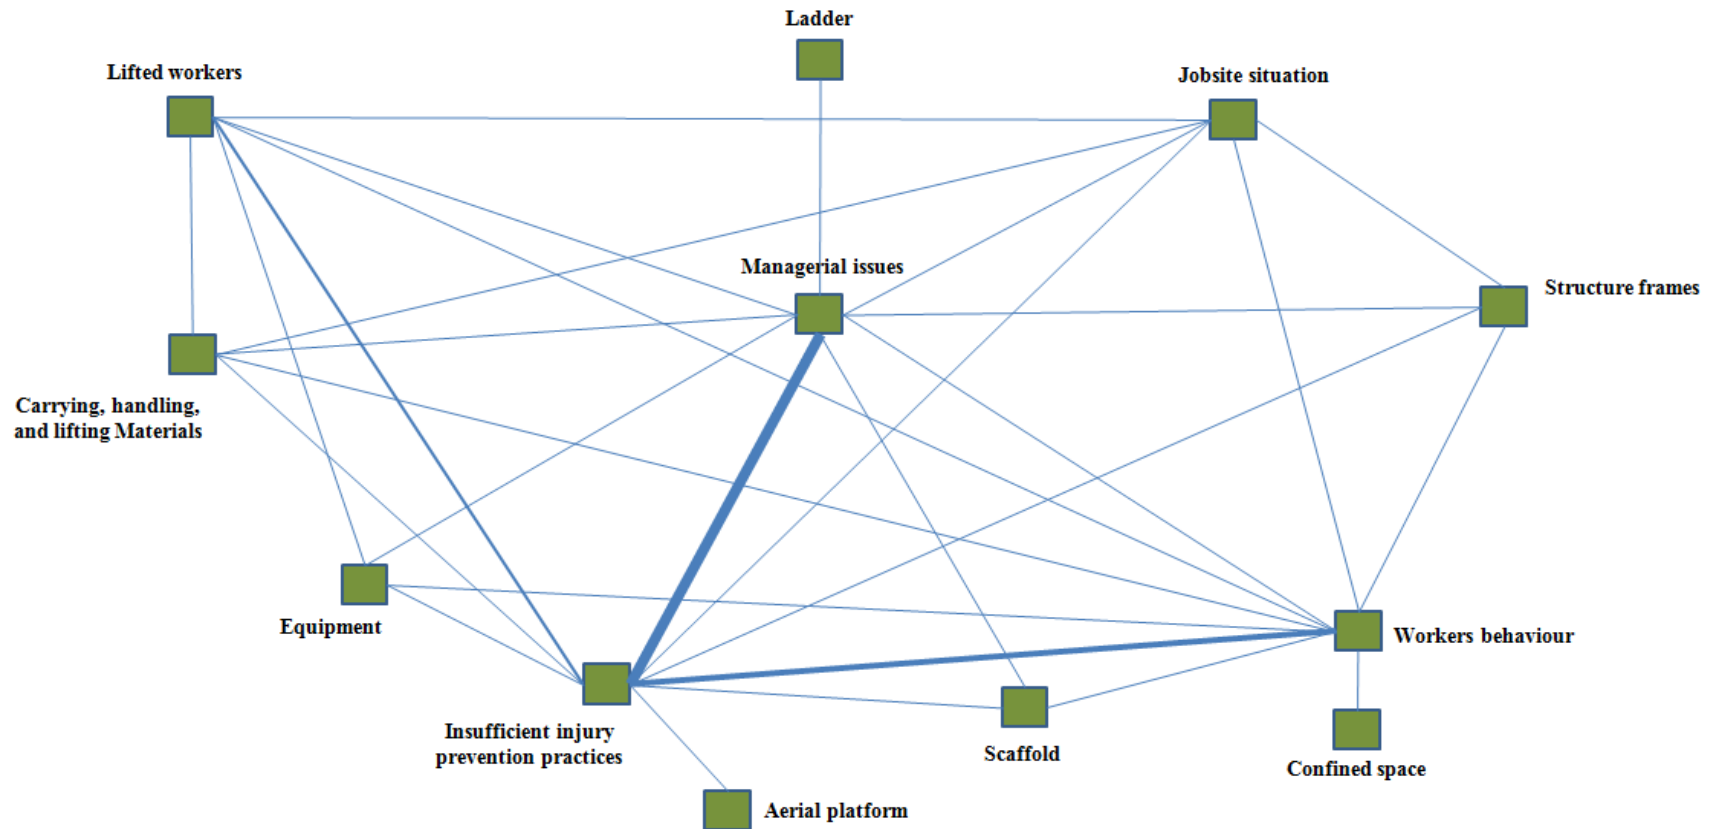 Ladder
Lifted workers
Jobsite situation
Managerial issues
Structure frames
Carrying, handling,
and lifting Materials
Equipment
Workers behaviour
Insufficient injury
prevention practices
Scaffold
Confined space
Aerial platform